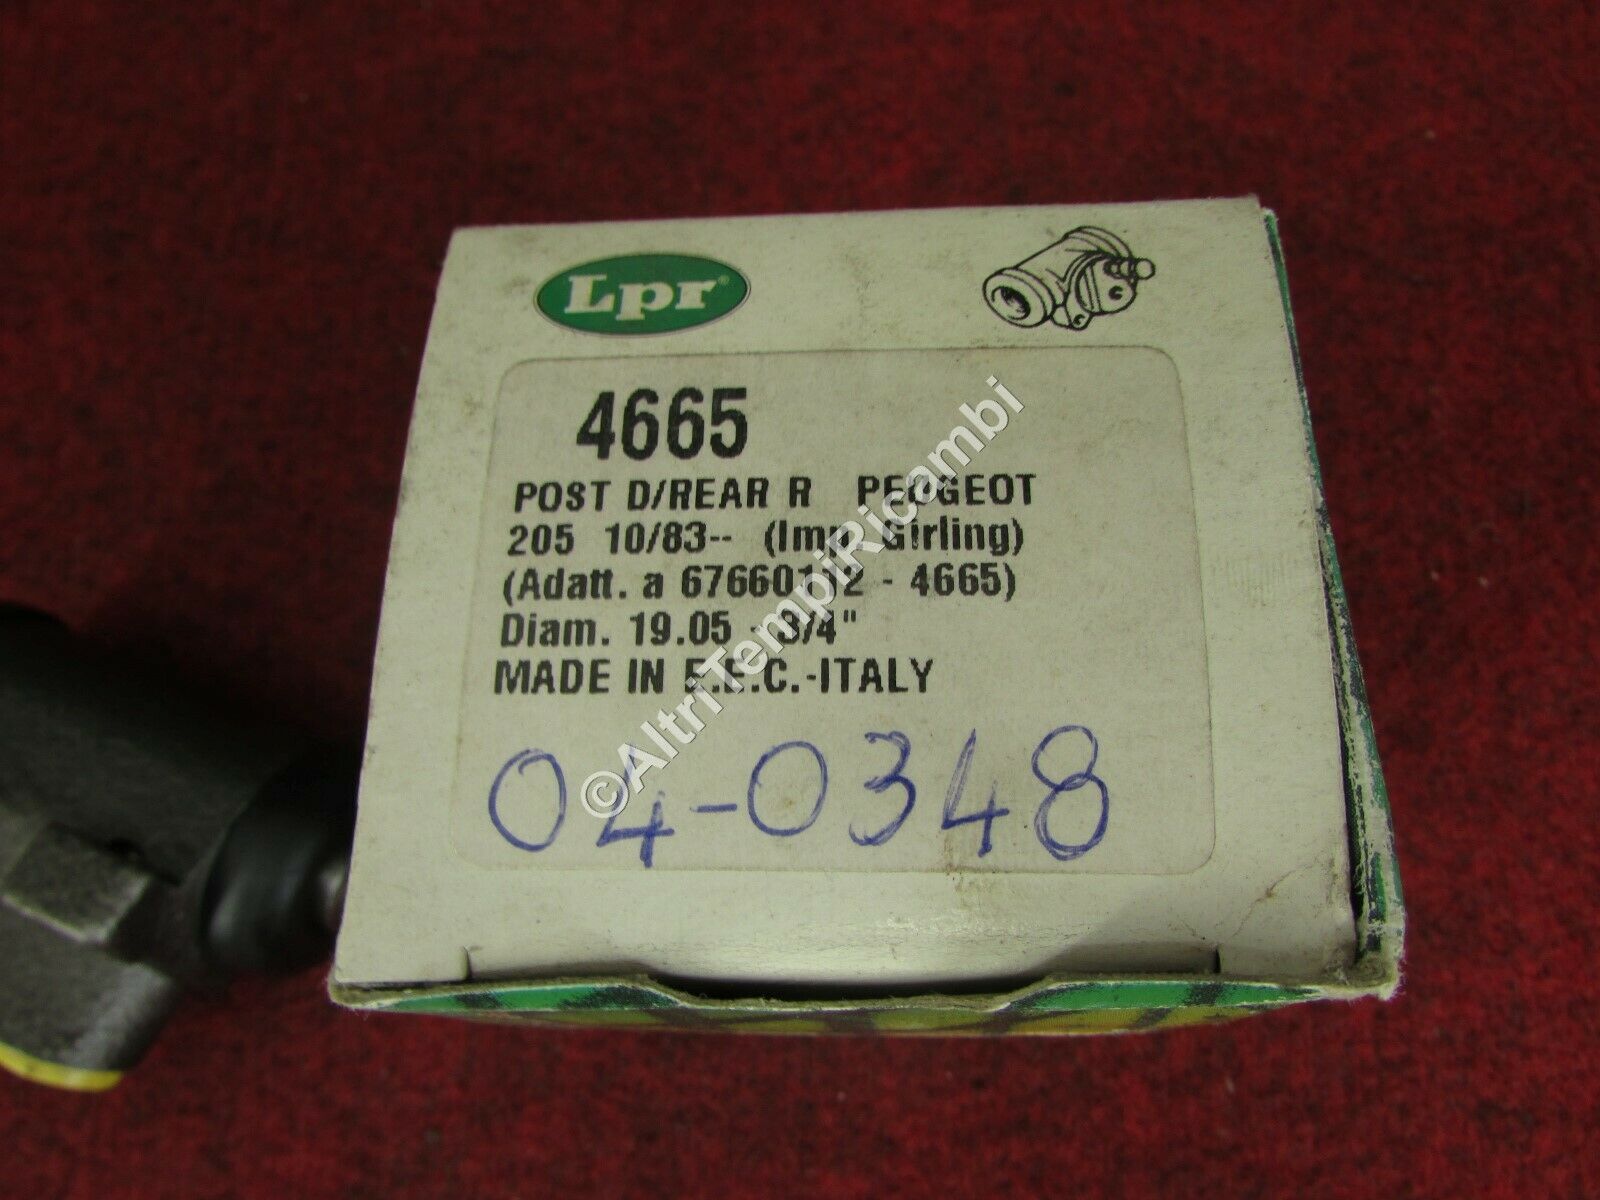 Lpr
4665
POST D/REAR R PEUGEOT
205 10/83-- (Imp. Girling)
(Adatt. a - 4665)
Diam. 19.05 - 3/4"
MADE IN E.E.C.-ITALY
04-0348
©AltriTempiRicambi